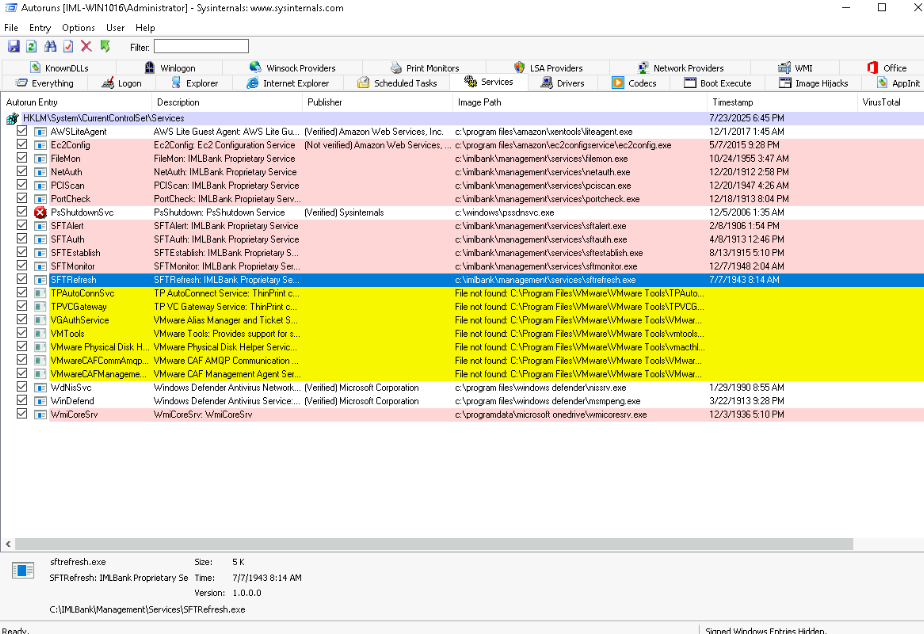 Autoruns [IML-WIN1016\Administrator] - Sysinternals: www.sysinternals.com
File Entry Options User Help
Filter:
KnownDLLs Winlogon Winsock Providers Print Monitors LSA Providers Network Providers WMI Office
Everything Logon Explorer Internet Explorer Scheduled Tasks Services Drivers Codecs Boot Execute Image Hijacks AppInit
Autorun Entry Description Publisher Image Path Timestamp VirusTotal
HKLM\System\CurrentControlSet\Services 7/23/2025 6:45 PM
AWSLiteAgent AWS Lite Guest Agent: AWS Lite Gu... (Verified) Amazon Web Services, Inc. c:\program files\amazon\xentools\liteagent.exe 12/1/2017 1:45 AM
Ec2Config Ec2Config: Ec2 Configuration Service (Not verified) Amazon Web Services, ... c:\program files\amazon\ec2configservice\ec2config.exe 5/7/2015 9:28 PM
FileMon FileMon: IMLBank Proprietary Service c:\imlbank\management\services\filemon.exe 10/24/1955 3:47 AM
NetAuth NetAuth: IMLBank Proprietary Service c:\imlbank\management\services\netauth.exe 12/20/1912 2:58 PM
PCIScan PCIScan: IMLBank Proprietary Service c:\imlbank\management\services\pciscan.exe 12/20/1947 4:26 AM
PortCheck PortCheck: IMLBank Proprietary Serv... c:\imlbank\management\services\portcheck.exe 12/18/1913 8:04 PM
PsShutdownSvc PsShutdown: PsShutdown Service (Verified) Sysinternals c:\windows\pssdnsvc.exe 12/5/2006 1:35 AM
SFTAlert SFTAlert: IMLBank Proprietary Service c:\imlbank\management\services\sftalert.exe 2/8/1906 1:54 PM
SFTAuth SFTAuth: IMLBank Proprietary Service c:\imlbank\management\services\sftauth.exe 4/8/1913 12:46 PM
SFTEstablish SFTEstablish: IMLBank Proprietary S... c:\imlbank\management\services\sftestablish.exe 8/13/1915 5:10 PM
SFTMonitor SFTMonitor: IMLBank Proprietary Ser... c:\imlbank\management\services\sftmonitor.exe 12/7/1948 2:04 AM
SFTRefresh SFTRefresh: IMLBank Proprietary Se... c:\imlbank\management\services\sftrefresh.exe 7/7/1943 8:14 AM
TPAutoConnSvc TP AutoConnect Service: ThinPrint c... File not found: C:\Program Files\VMware\VMware Tools\TPAuto...
TPVCGateway TP VC Gateway Service: ThinPrint c... File not found: C:\Program Files\VMware\VMware Tools\TPVCG...
VGAuthService VMware Alias Manager and Ticket S... File not found: C:\Program Files\VMware\VMware Tools\VMwar...
VMTools VMware Tools: Provides support for s... File not found: C:\Program Files\VMware\VMware Tools\vmtools...
VMware Physical Disk H... VMware Physical Disk Helper Servic... File not found: C:\Program Files\VMware\VMware Tools\vmacthl...
VMwareCAFCommAmqp... VMware CAF AMQP Communication ... File not found: C:\Program Files\VMware\VMware Tools\VMwar...
VMwareCAFManageme... VMware CAF Management Agent Ser... File not found: C:\Program Files\VMware\VMware Tools\VMwar...
WdNisSvc Windows Defender Antivirus Network... (Verified) Microsoft Corporation c:\program files\windows defender\nissrv.exe 1/29/1990 8:55 AM
WinDefend Windows Defender Antivirus Service:... (Verified) Microsoft Corporation c:\program files\windows defender\msmpeng.exe 3/22/1913 9:28 PM
WmiCoreSrv WmiCoreSrv: WmiCoreSrv c:\programdata\microsoft onedrive\wmicoresrv.exe 12/3/1936 5:10 PM
sftrefresh.exe Size: 5 K
SFTRefresh: IMLBank Proprietary Se Time: 7/7/1943 8:14 AM
Version: 1.0.0.0
C:\IMLBank\Management\Services\SFTRefresh.exe
Ready. Signed Windows Entries Hidden.